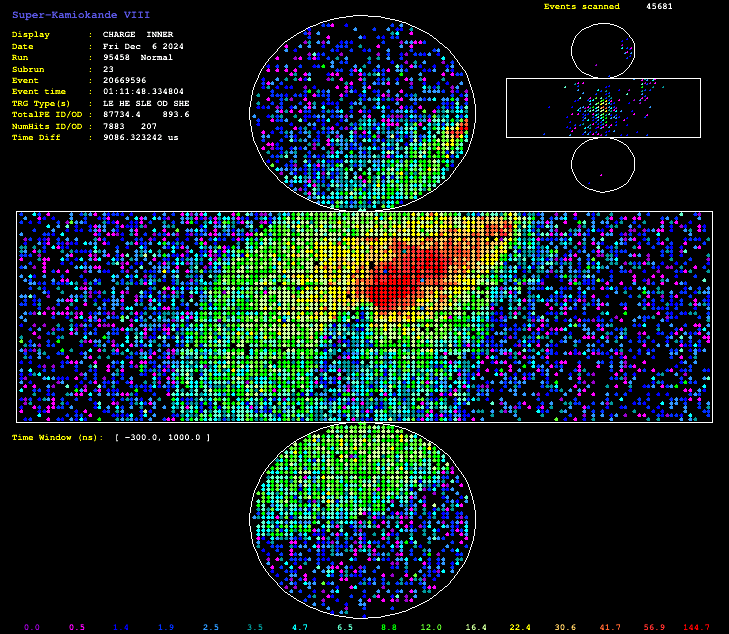 Super-Kamiokande VIII
Display : CHARGE INNER
Date : Fri Dec 6 2024
Run : 95458 Normal
Subrun : 23
Event : 20669596
Event time : 01:11:48.334804
TRG Type(s) : LE HE SLE OD SHE
TotalPE ID/OD : 87734.4 893.6
NumHits ID/OD : 7883 207
Time Diff : 9086.323242 us
Events scanned 45681
Time Window (ns): [ -300.0, 1000.0 ]
0.0 0.5 1.4 1.9 2.5 3.5 4.7 6.5 8.8 12.0 16.4 22.4 30.6 41.7 56.9 144.7